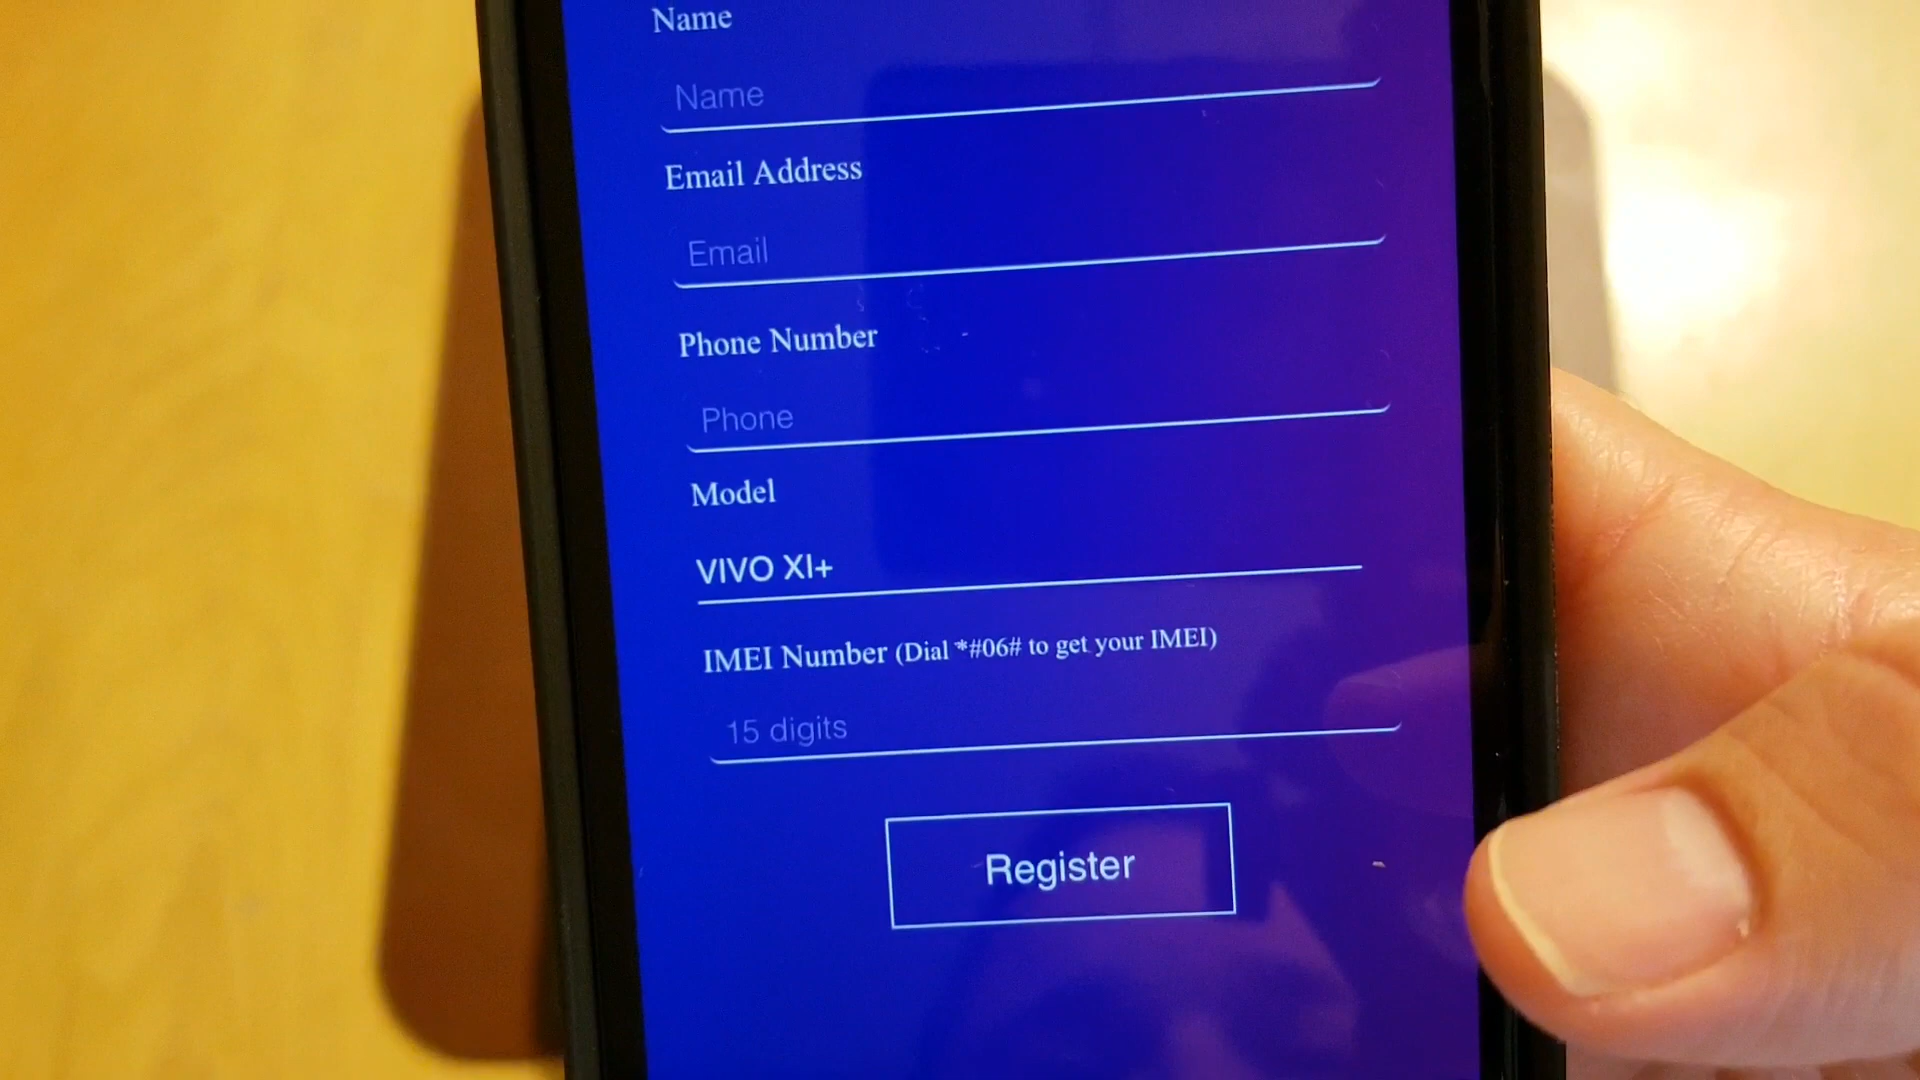 Name
Name
Email Address
Email
Phone Number
Phone
Model
VIVO XI+
IMEI Number (Dial *#06# to get your IMEI)
15 digits
Register